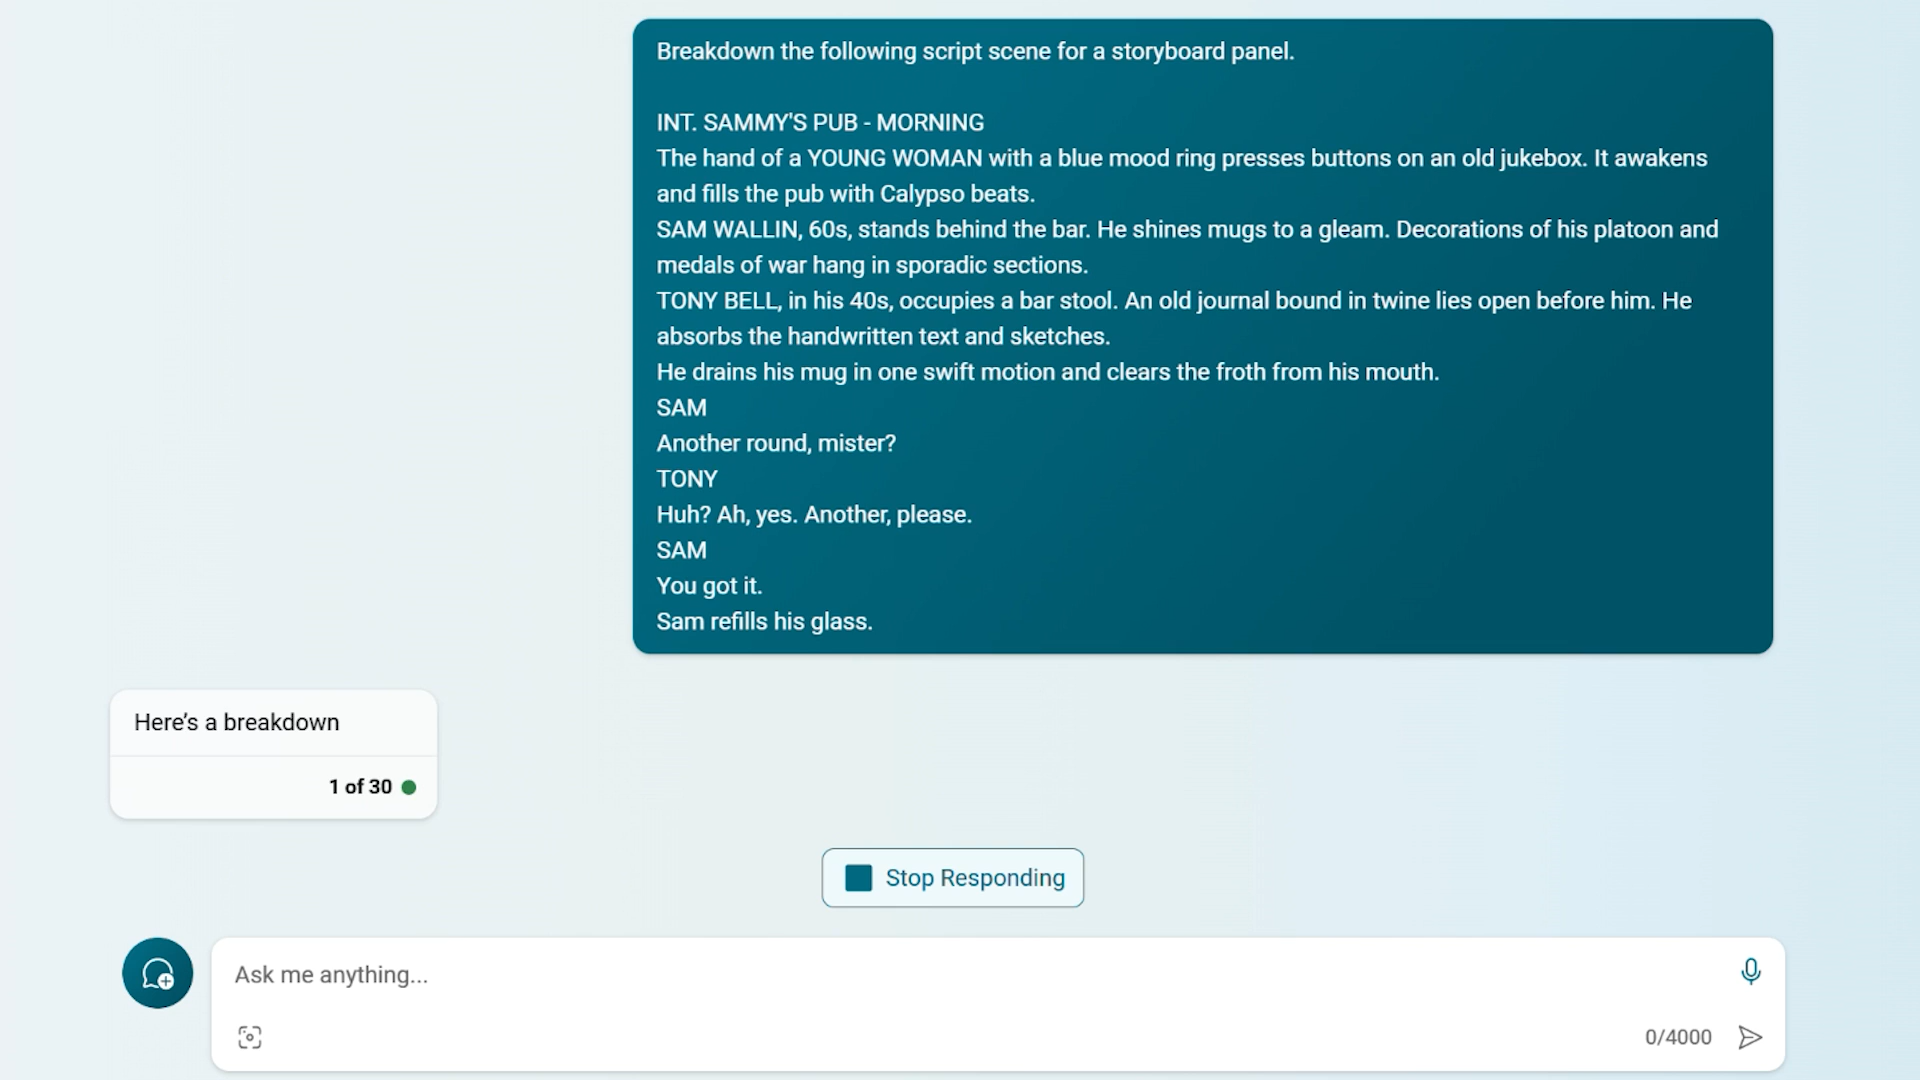 Breakdown the following script scene for a storyboard panel.
INT. SAMMY'S PUB - MORNING
The hand of a YOUNG WOMAN with a blue mood ring presses buttons on an old jukebox. It awakens
and fills the pub with Calypso beats.
SAM WALLIN, 60s, stands behind the bar. He shines mugs to a gleam. Decorations of his platoon and
medals of war hang in sporadic sections.
TONY BELL, in his 40s, occupies a bar stool. An old journal bound in twine lies open before him. He
absorbs the handwritten text and sketches.
He drains his mug in one swift motion and clears the froth from his mouth.
SAM
Another round, mister?
TONY
Huh? Ah, yes. Another, please.
SAM
You got it.
Sam refills his glass.
Here’s a breakdown
1 of 30
Stop Responding
Ask me anything...
0/4000